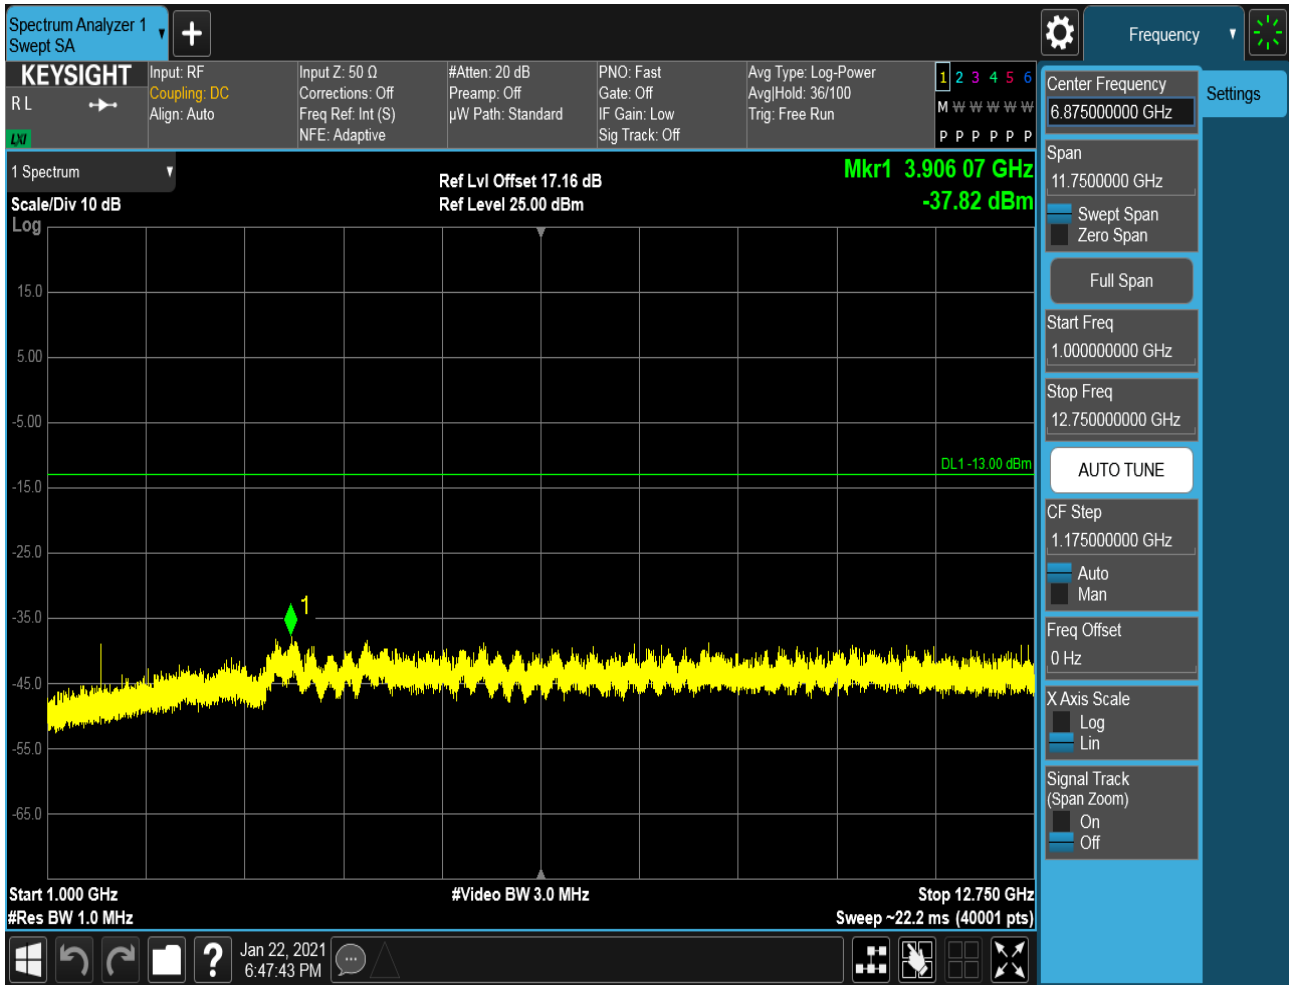 Spectrum Analyzer 1
Swept SA
Frequency
KEYSIGHT
R L
LXI
Input: RF
Coupling: DC
Align: Auto
Input Z: 50 Ω
Corrections: Off
Freq Ref: Int (S)
NFE: Adaptive
#Atten: 20 dB
Preamp: Off
µW Path: Standard
PNO: Fast
Gate: Off
IF Gain: Low
Sig Track: Off
Avg Type: Log-Power
Avg|Hold: 36/100
Trig: Free Run
1 2 3 4 5 6
M W W W W W
P P P P P P
1 Spectrum
Scale/Div 10 dB
Log
Ref Lvl Offset 17.16 dB
Ref Level 25.00 dBm
Mkr1 3.906 07 GHz
-37.82 dBm
15.0
5.00
-5.00
DL1 -13.00 dBm
-15.0
-25.0
1
-35.0
-45.0
-55.0
-65.0
Start 1.000 GHz
#Video BW 3.0 MHz
Stop 12.750 GHz
#Res BW 1.0 MHz
Sweep ~22.2 ms (40001 pts)
Center Frequency
6.875000000 GHz
Settings
Span
11.7500000 GHz
Swept Span
Zero Span
Full Span
Start Freq
1.000000000 GHz
Stop Freq
12.750000000 GHz
AUTO TUNE
CF Step
1.175000000 GHz
Auto
Man
Freq Offset
0 Hz
X Axis Scale
Log
Lin
Signal Track
(Span Zoom)
On
Off
?
Jan 22, 2021
6:47:43 PM